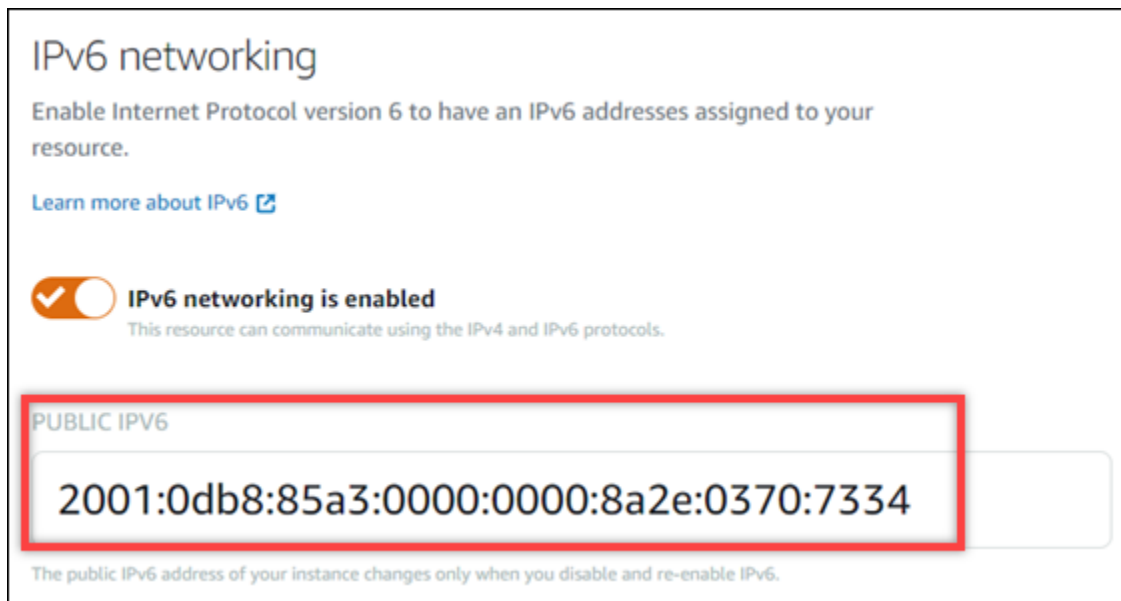 IPv6 networking
Enable Internet Protocol version 6 to have an IPv6 addresses assigned to your
resource.
Learn more about IPv6
IPv6 networking is enabled
This resource can communicate using the IPv4 and IPv6 protocols.
PUBLIC IPV6
2001:0db8:85a3:0000:0000:8a2e:0370:7334
The public IPv6 address of your instance changes only when you disable and re-enable IPv6.